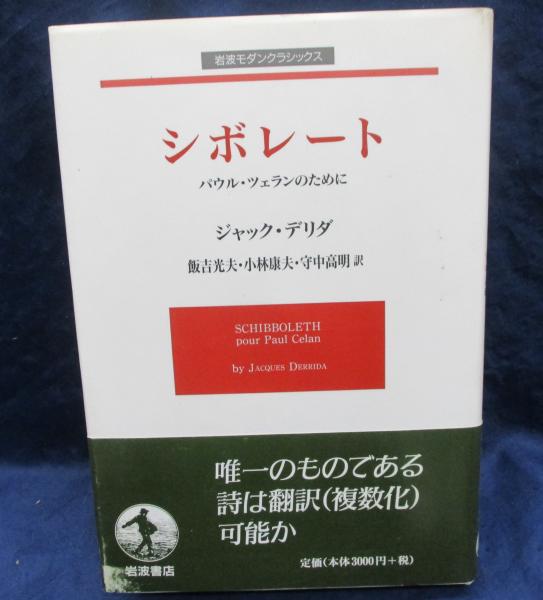 岩波モダンクラシックス
シボレート
パウル・ツェランのために
ジャック・デリダ
飯吉光夫・小林康夫・守中高明 訳
SCHIBBOLETH
pour Paul Celan
by JACQUES DERRIDA
唯一のものである
詩は翻訳（複数化）
可能か
岩波書店
定価（本体3000円+税）